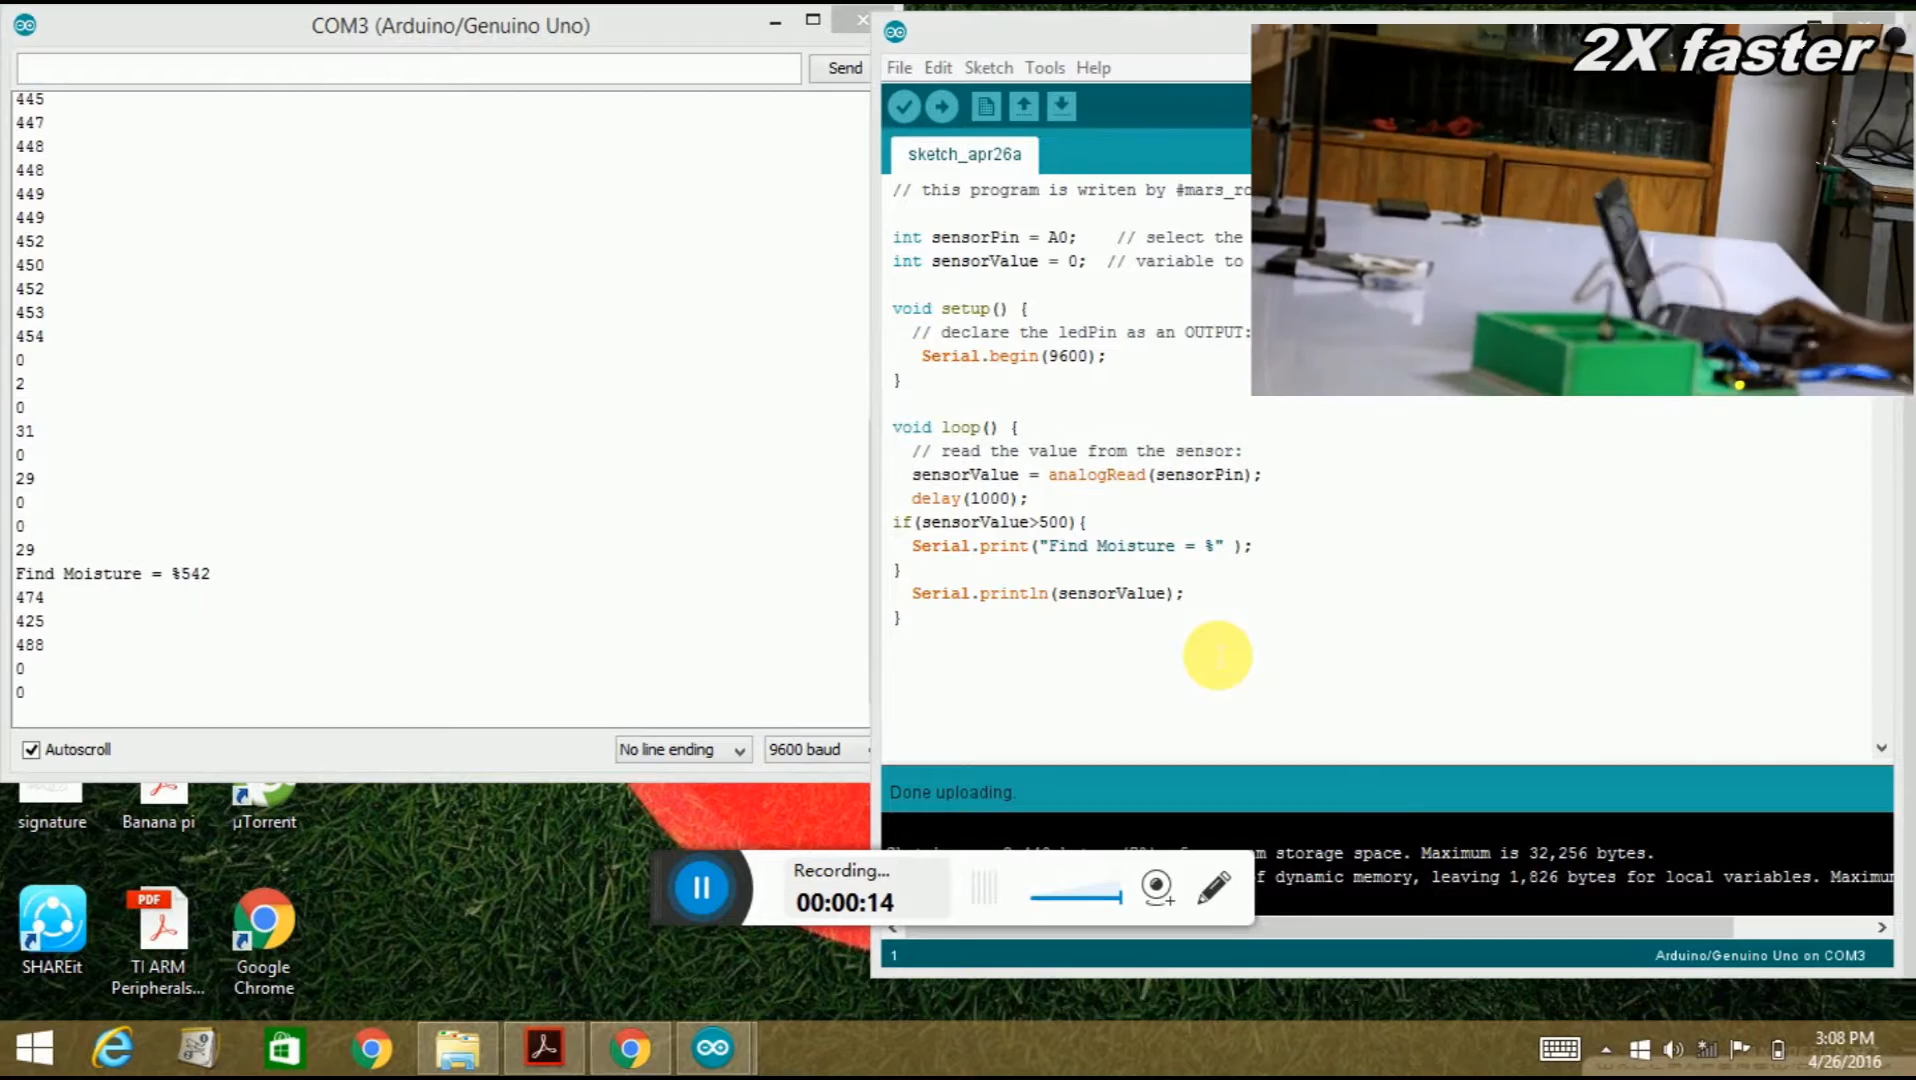 COM3 (Arduino/Genuino Uno)
Send
445
447
448
448
449
449
452
450
452
453
454
0
2
0
31
0
29
0
0
29
Find Moisture = %542
474
425
488
0
0
Autoscroll
No line ending
9600 baud
2X faster
File Edit Sketch Tools Help
sketch_apr26a
// this program is writen by #mars_ro
int sensorPin = A0; // select the
int sensorValue = 0; // variable to
void setup() {
// declare the ledPin as an OUTPUT:
Serial.begin(9600);
}
void loop() {
// read the value from the sensor:
sensorValue = analogRead(sensorPin);
delay(1000);
if(sensorValue>500){
Serial.print("Find Moisture = %" );
}
Serial.println(sensorValue);
}
Done uploading.
m storage space. Maximum is 32,256 bytes.
f dynamic memory, leaving 1,826 bytes for local variables. Maximum
1
Arduino/Genuino Uno on COM3
Recording...
00:00:14
signature
Banana pi
µTorrent
PDF
SHAREit
TI ARM
Peripherals...
Google
Chrome
3:08 PM
4/26/2016